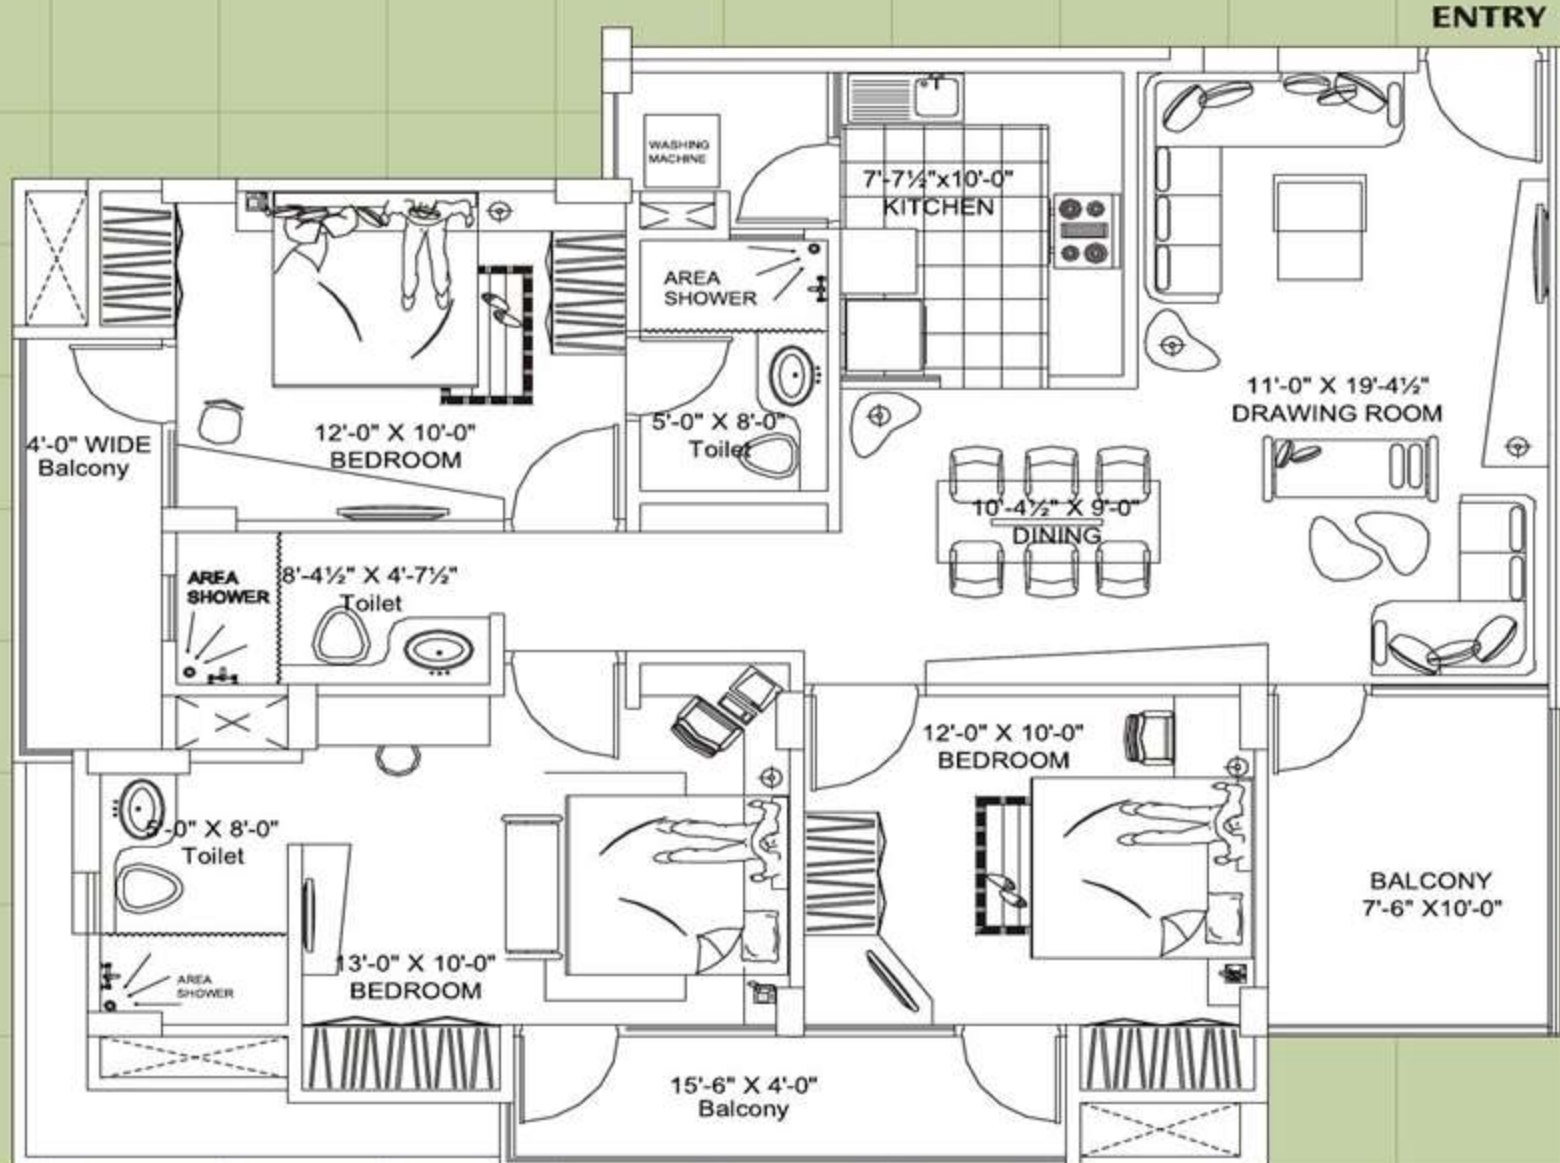 ENTRY
WASHING
MACHINE
7'-7½"x10'-0"
KITCHEN
AREA
SHOWER
11'-0" X 19'-4½"
DRAWING ROOM
4'-0" WIDE
Balcony
12'-0" X 10'-0"
BEDROOM
5'-0" X 8'-0"
Toilet
10'-4½" X 9'-0"
DINING
AREA
SHOWER
8'-4½" X 4'-7½"
Toilet
12'-0" X 10'-0"
BEDROOM
5'-0" X 8'-0"
Toilet
BALCONY
7'-6" X10'-0"
AREA
SHOWER
13'-0" X 10'-0"
BEDROOM
15'-6" X 4'-0"
Balcony